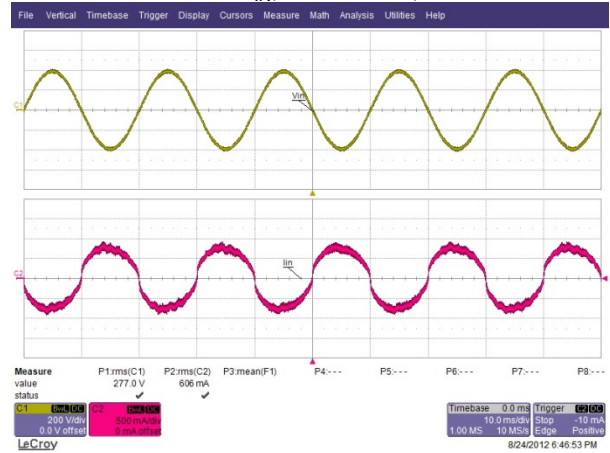 File Vertical Timebase Trigger Display Cursors Measure Math Analysis Utilities Help
C1
Vin
C2
Iin
Measure P1:rms(C1) P2:rms(C2) P3:mean(F1) P4:- - - P5:- - - P6:- - - P7:- - - P8:- - -
value 277.0 V 606 mA
status
C1 BwL DC C2 BwL DC Timebase 0.0 ms Trigger C2 DC
200 V/div 500 mA/div 10.0 ms/div Stop -10 mA
0.0 V offset 0 mA offset 1.00 MS 10 MS/s Edge Positive
LeCroy 8/24/2012 6:46:53 PM